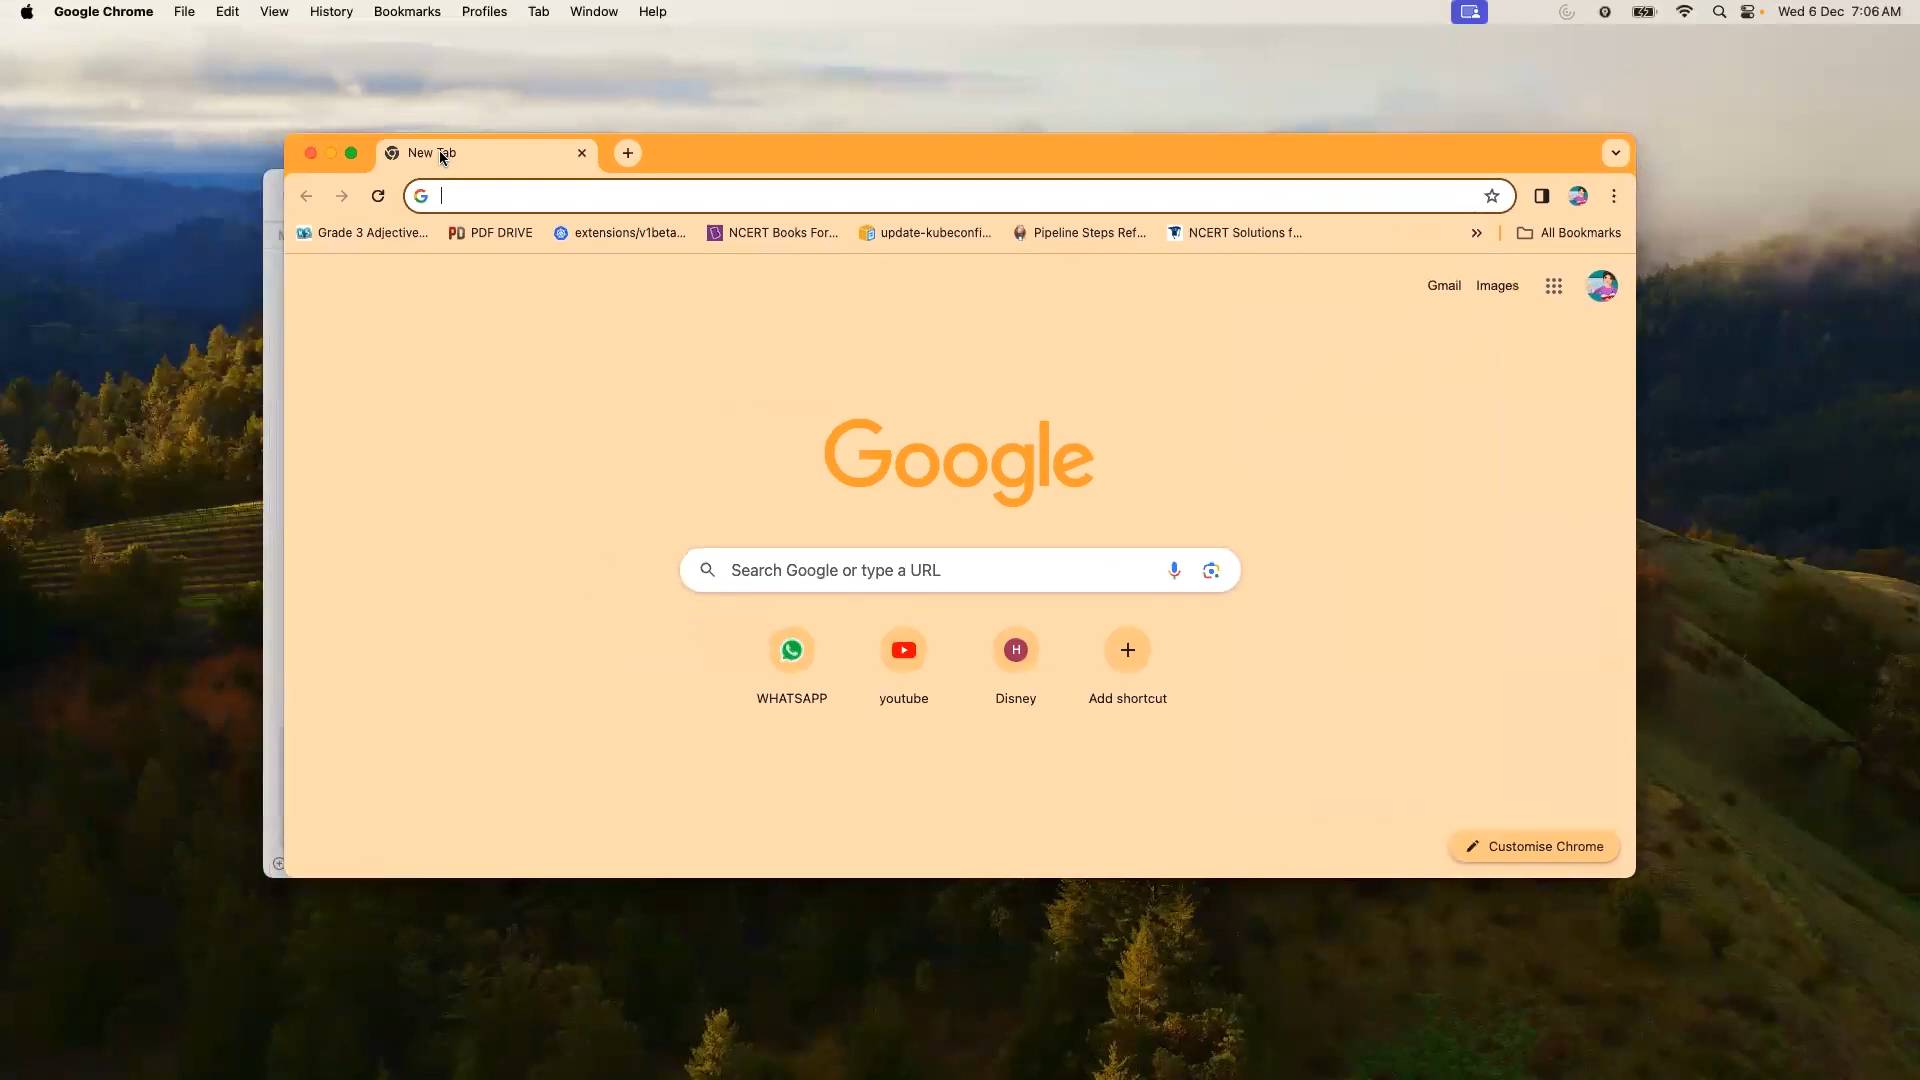 Google Chrome File Edit View History Bookmarks Profiles Tab Window Help Wed 6 Dec 7:06 AM
New Tab
Grade 3 Adjective... PDF DRIVE extensions/v1beta... NCERT Books For... update-kubeconfi... Pipeline Steps Ref... NCERT Solutions f... » All Bookmarks
Gmail Images
Google
Search Google or type a URL
H
WHATSAPP youtube Disney Add shortcut
Customise Chrome